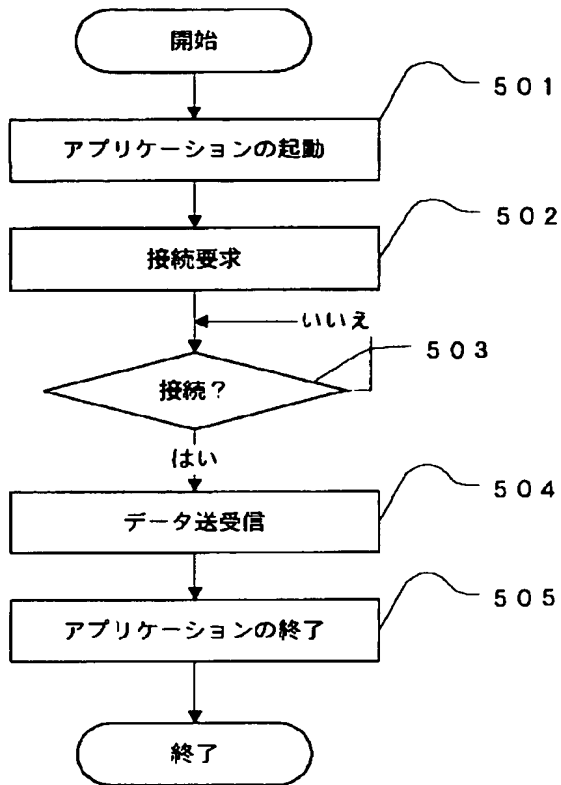 開始
501
アプリケーションの起動
502
接続要求
いいえ
503
接続？
はい
504
データ送受信
505
アプリケーションの終了
終了